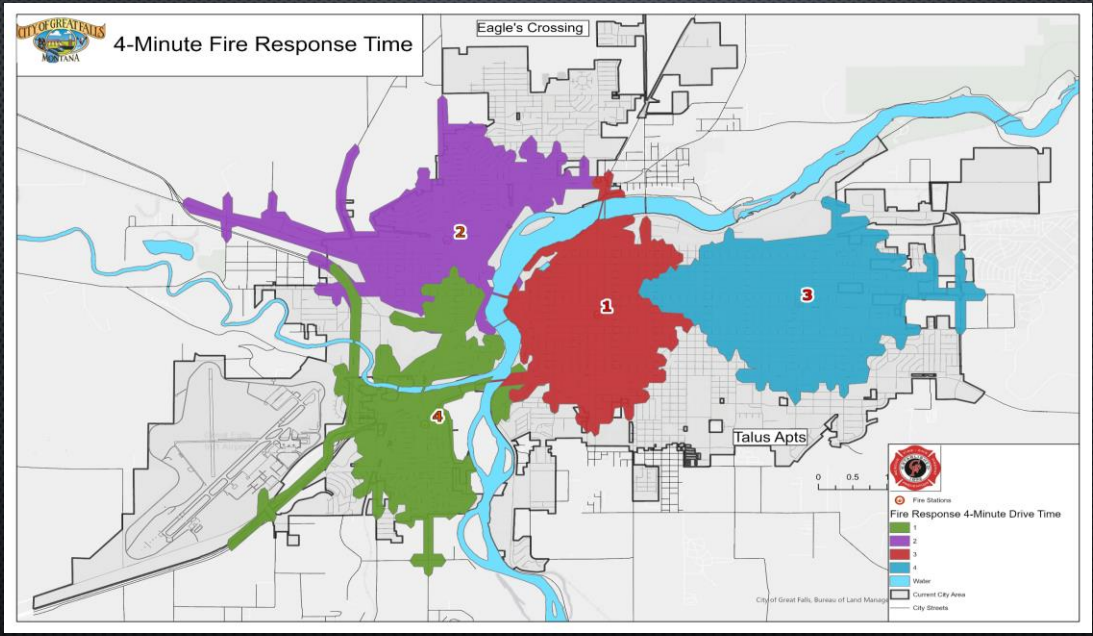 CITY OF GREAT FALLS
MONTANA
4-Minute Fire Response Time
Eagle's Crossing
2
1
3
4
Talus Apts
0 0.5
Fire Stations
Fire Response 4-Minute Drive Time
1
2
3
4
Water
Current City Area
City Streets
City of Great Falls, Bureau of Land Manage